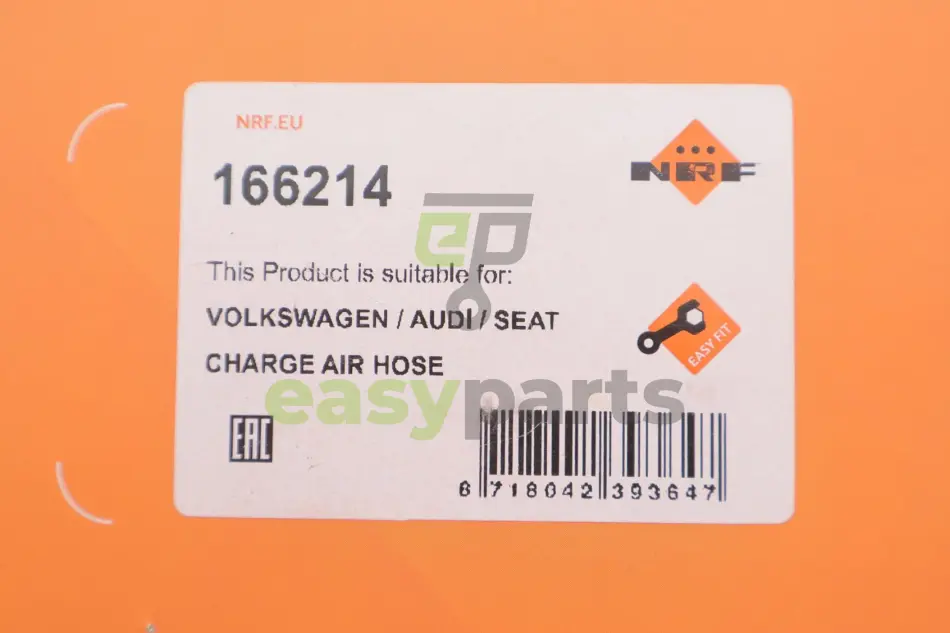 NRF.EU
NRF
166214
ep
This Product is suitable for:
VOLKSWAGEN / AUDI / SEAT
CHARGE AIR HOSE
EASY FIT
easyparts
EAC
8 718042 393647